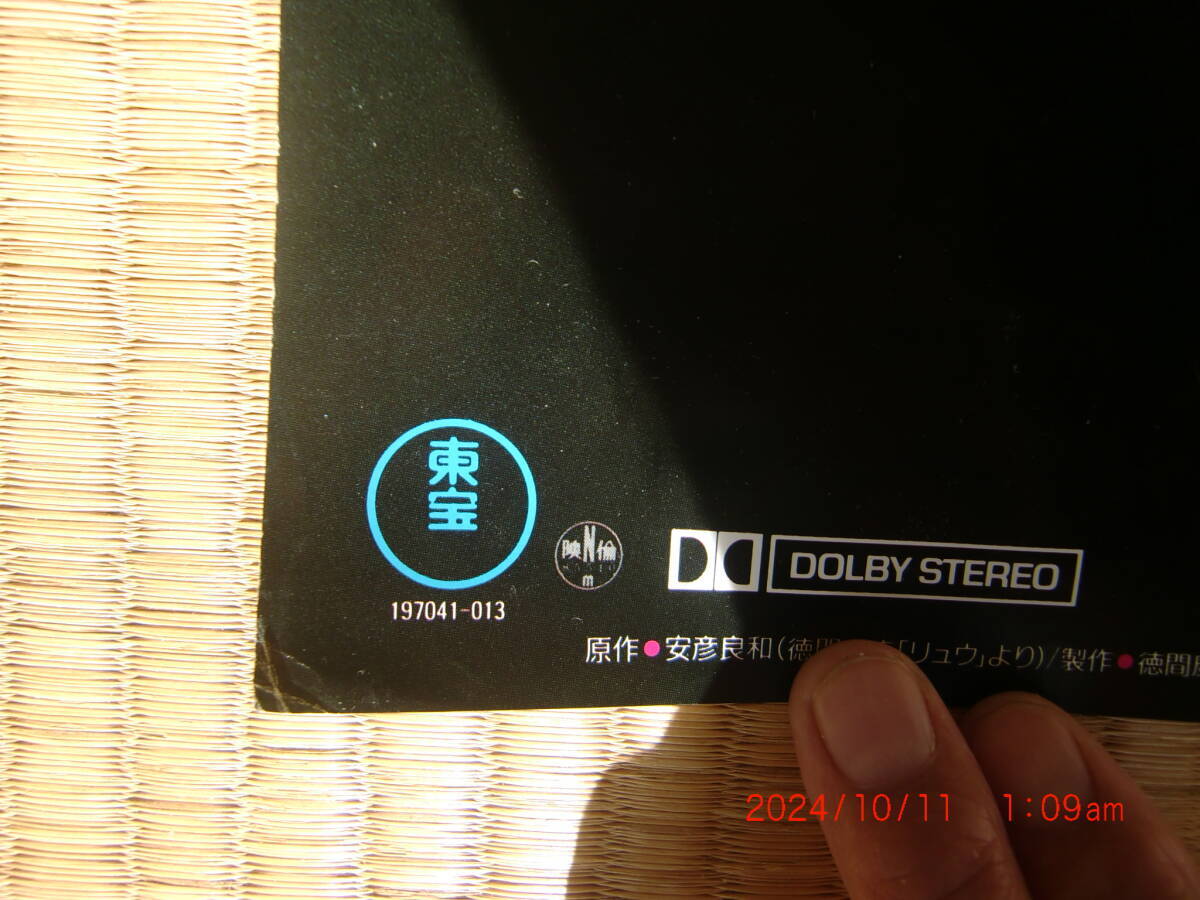 東宝
197041-013
映N倫
m
DOLBY STEREO
原作●安彦良和(徳間「リュウ」より)/製作●徳間
2024/10/11 1:09am